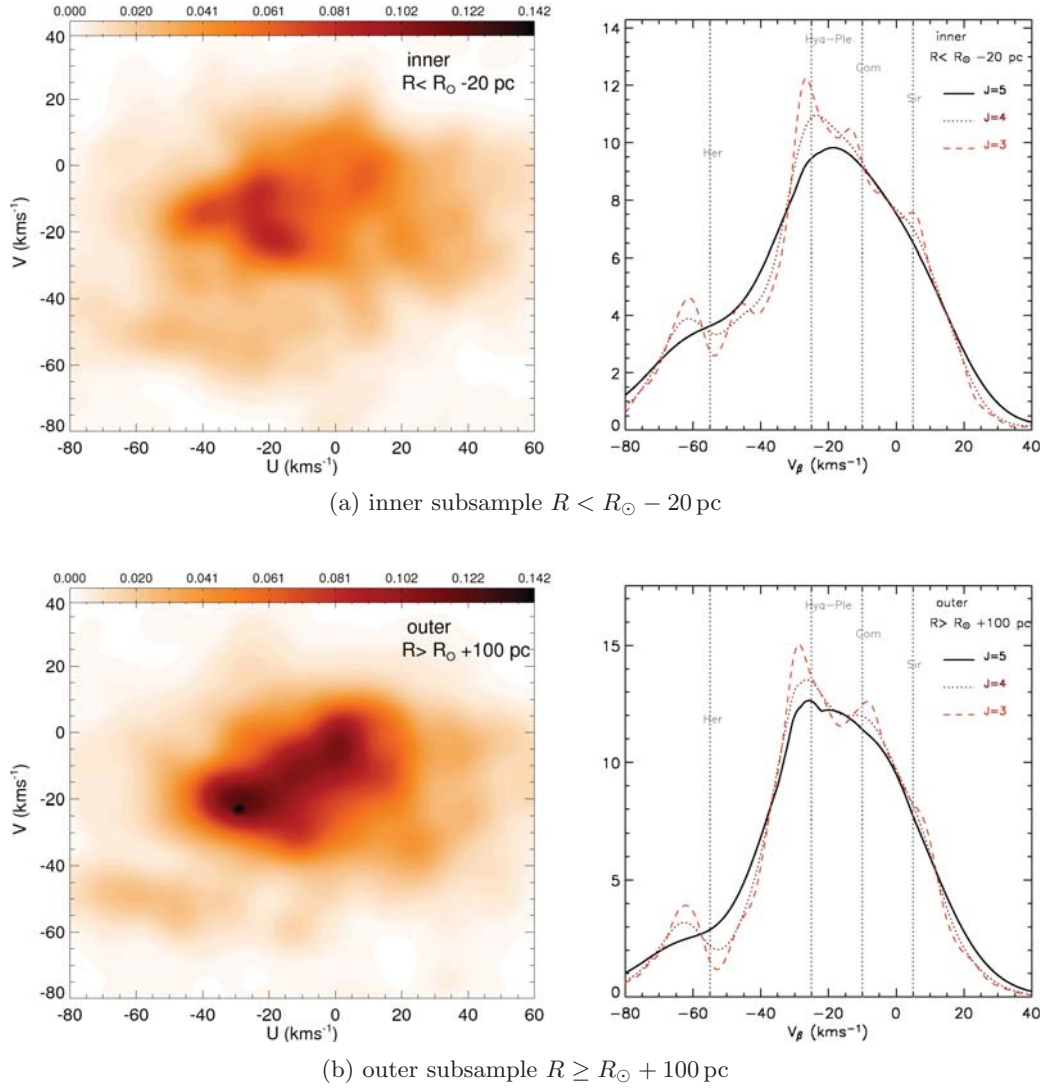 0.000 0.020 0.041 0.061 0.081 0.102 0.122 0.142
inner
R< R⊙ -20 pc
40
20
0
-20
-40
-60
-80
V (kms⁻¹)
-80 -60 -40 -20 0 20 40 60
U (kms⁻¹)
14
12
10
8
6
4
2
0
Hya-Ple
Com
Sir
Her
inner
R< R⊙ -20 pc
J=5
J=4
J=3
-80 -60 -40 -20 0 20 40
Vᵦ (kms⁻¹)
(a) inner subsample R < R⊙ − 20 pc
0.000 0.020 0.041 0.061 0.081 0.102 0.122 0.142
outer
R> R⊙ +100 pc
40
20
0
-20
-40
-60
-80
V (kms⁻¹)
-80 -60 -40 -20 0 20 40 60
U (kms⁻¹)
15
10
5
0
Hya-Ple
Com
Sir
Her
outer
R> R⊙ +100 pc
J=5
J=4
J=3
-80 -60 -40 -20 0 20 40
Vᵦ (kms⁻¹)
(b) outer subsample R ≥ R⊙ + 100 pc